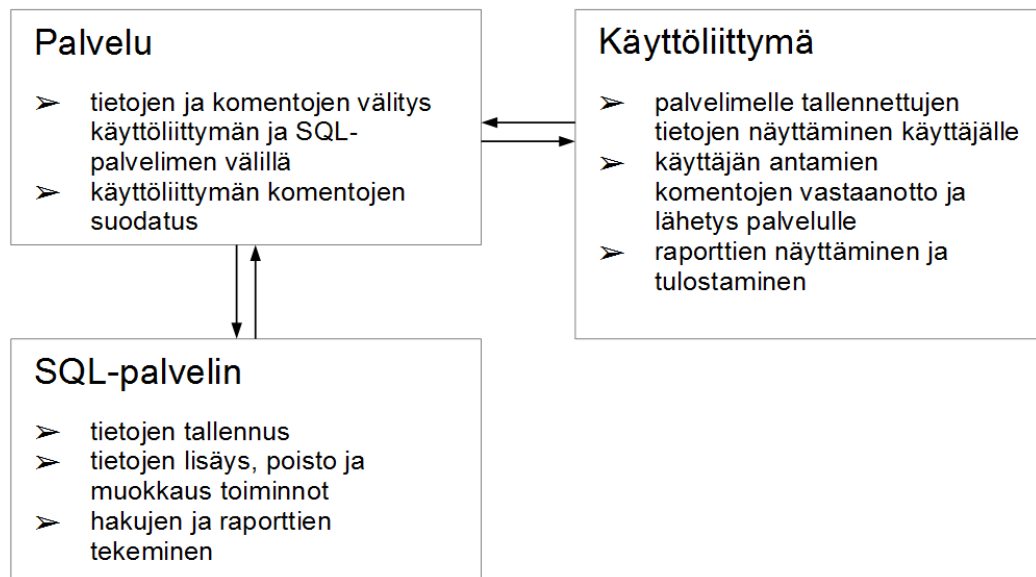 Palvelu
➢ tietojen ja komentojen välitys
käyttöliittymän ja SQL-
palvelimen välillä
➢ käyttöliittymän komentojen
suodatus
Käyttöliittymä
➢ palvelimelle tallennettujen
tietojen näyttäminen käyttäjälle
➢ käyttäjän antamien
komentojen vastaanotto ja
lähetys palvelulle
➢ raporttien näyttäminen ja
tulostaminen
SQL-palvelin
➢ tietojen tallennus
➢ tietojen lisäys, poisto ja
muokkaus toiminnot
➢ hakujen ja raporttien
tekeminen